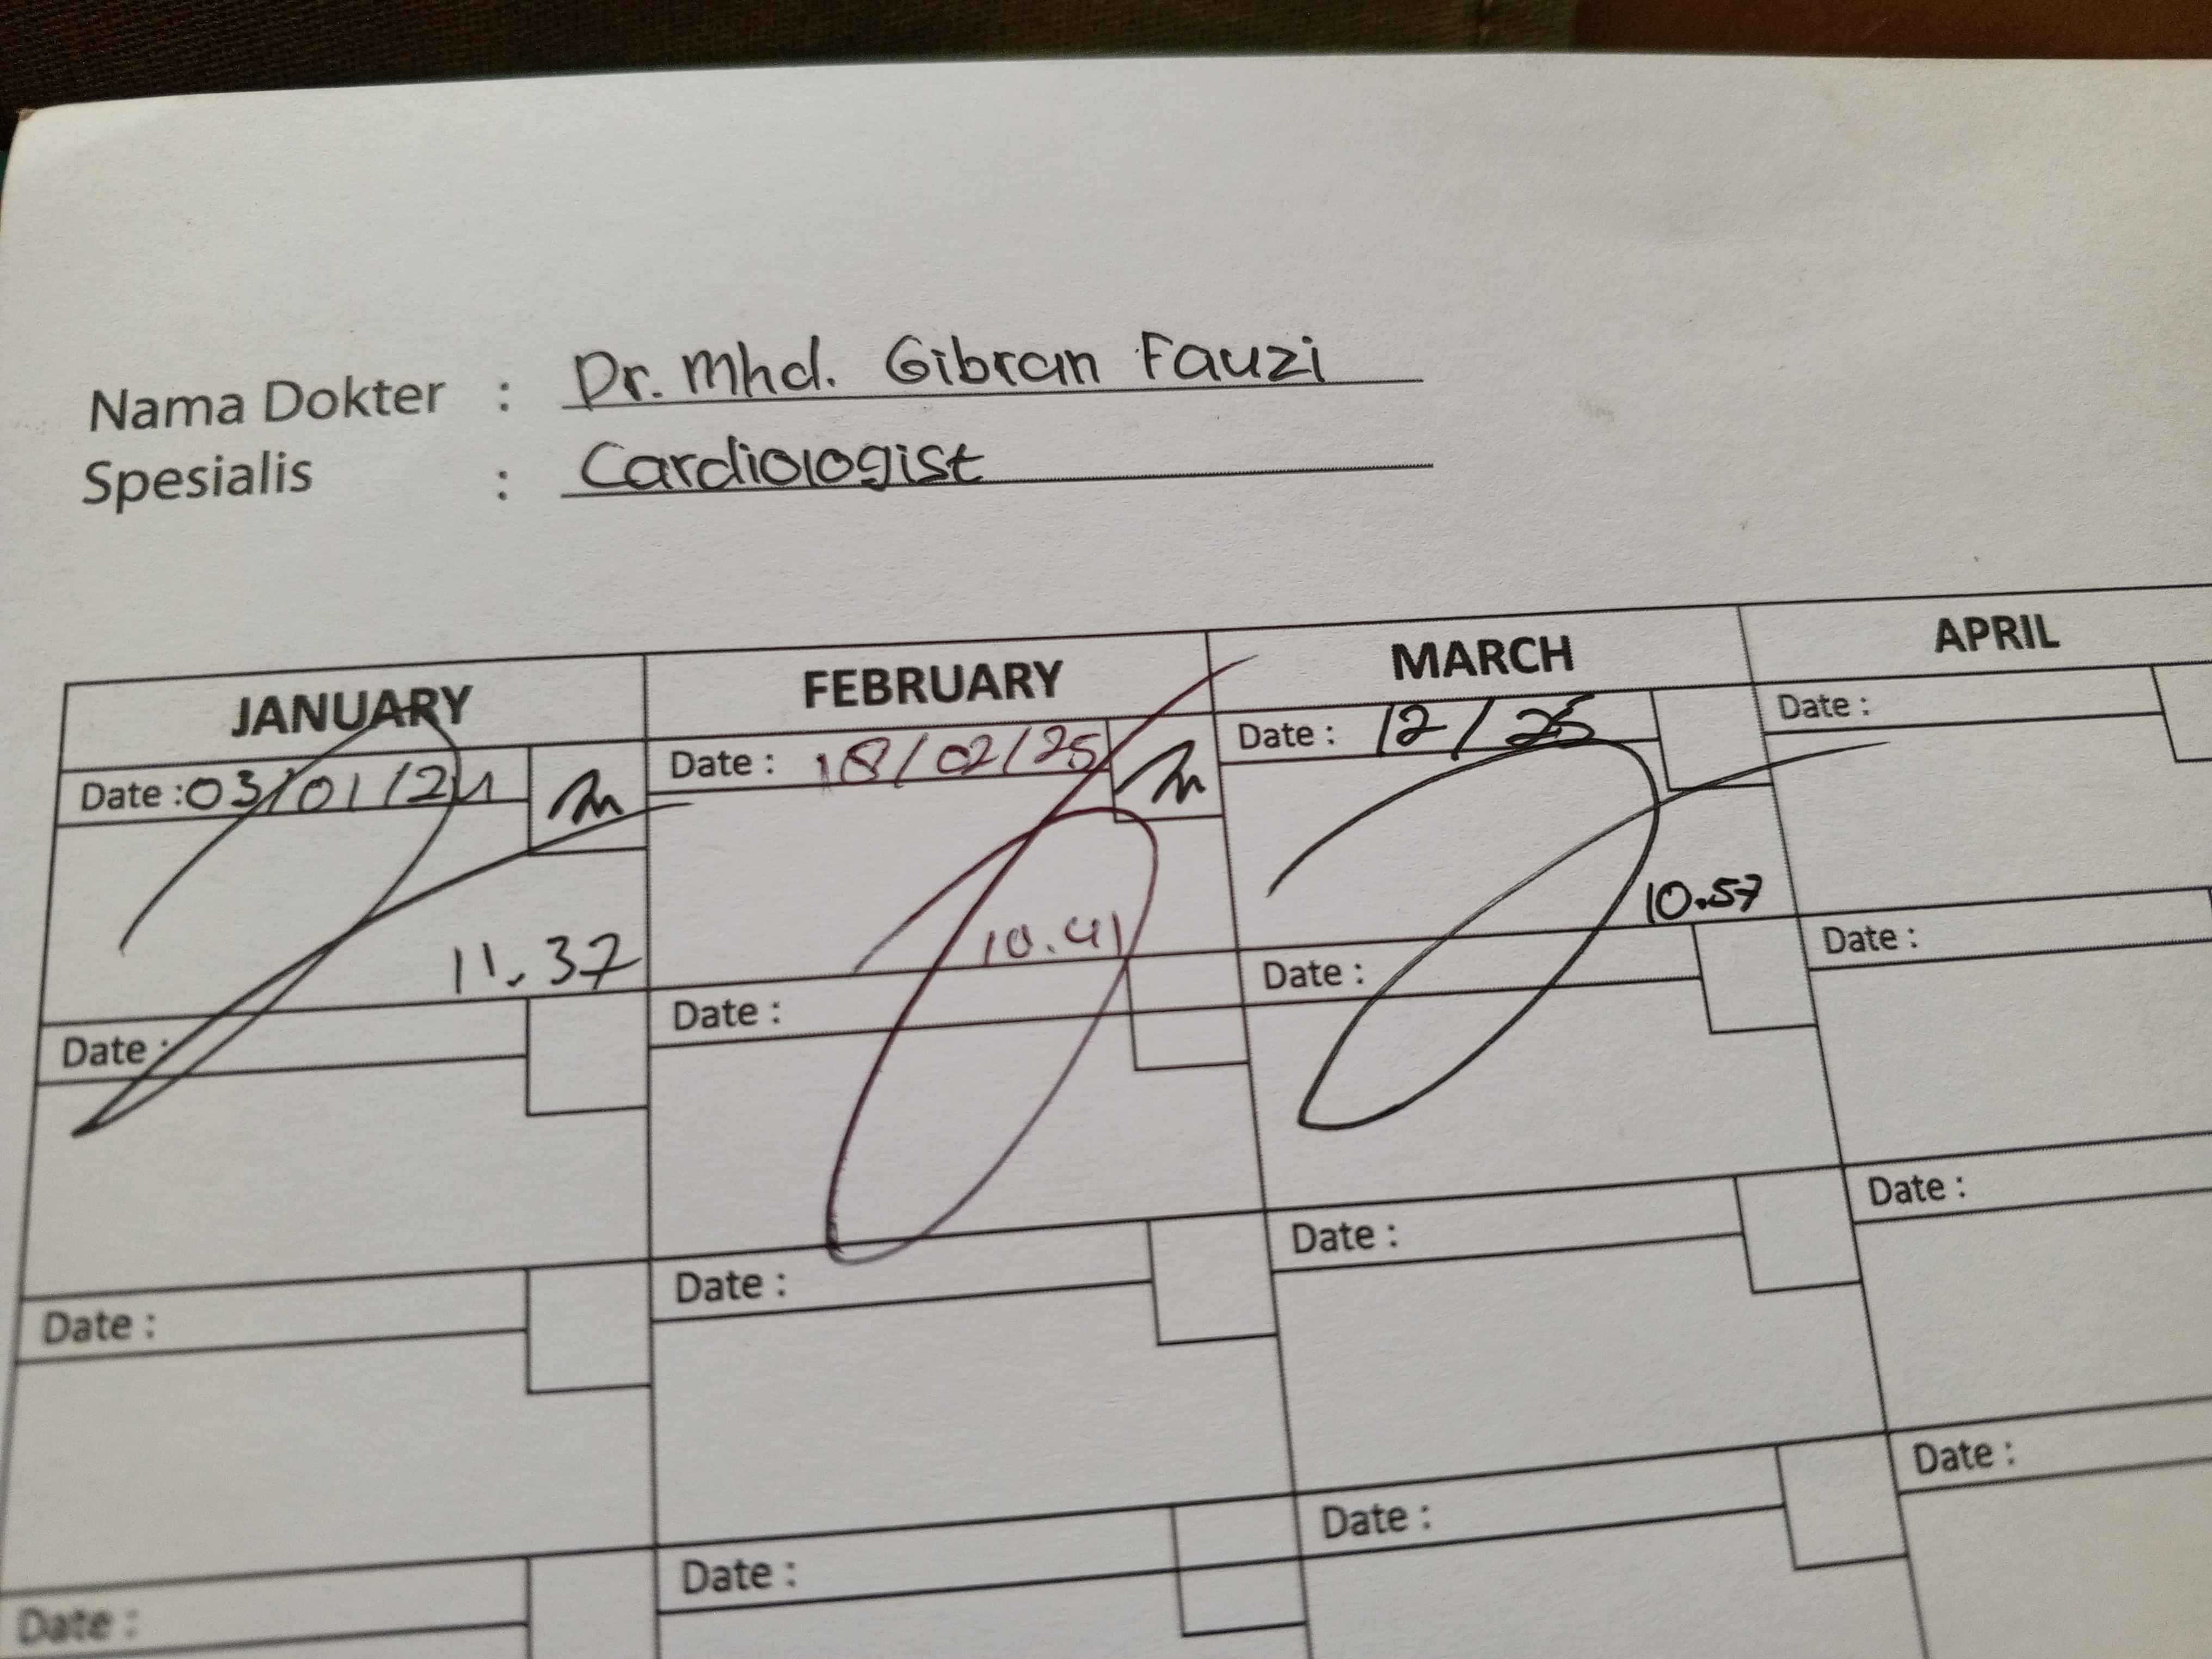 Nama Dokter : Dr. Mhd. Gibran Fauzi
Spesialis : Cardiologist
JANUARY FEBRUARY MARCH APRIL
Date : 03/01/24 Date : 18/02/25 Date : 12/25 Date :
11.37 10.41 10.57
Date : Date : Date : Date :
Date : Date : Date : Date :
Date : Date : Date : Date :